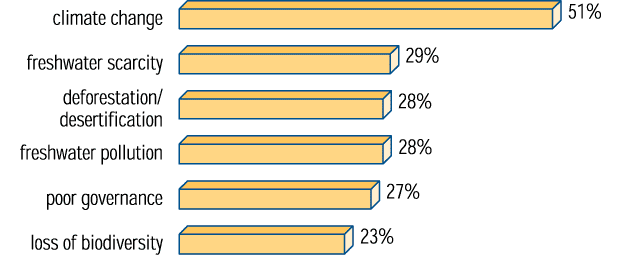 climate change 51%
freshwater scarcity 29%
deforestation/
desertification 28%
freshwater pollution 28%
poor governance 27%
loss of biodiversity 23%